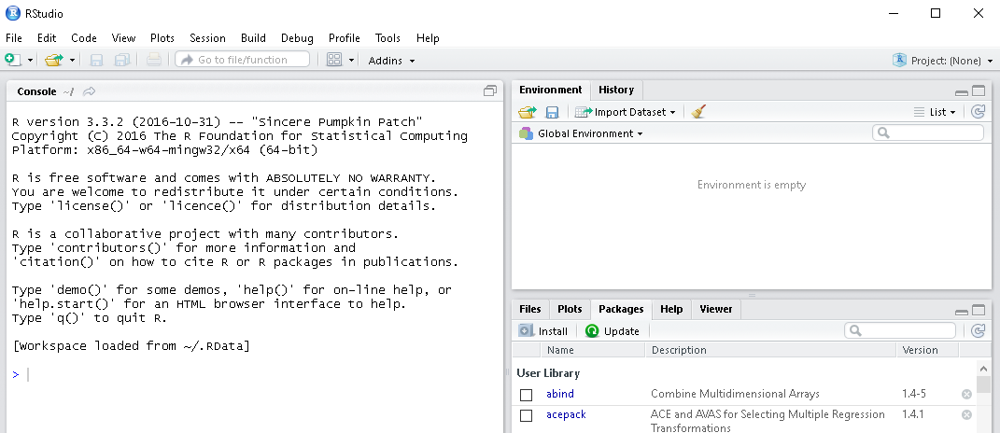 RStudio
File Edit Code View Plots Session Build Debug Profile Tools Help
Go to file/function Addins Project: (None)
Console ~/
R version 3.3.2 (2016-10-31) -- "Sincere Pumpkin Patch"
Copyright (C) 2016 The R Foundation for Statistical Computing
Platform: x86_64-w64-mingw32/x64 (64-bit)
R is free software and comes with ABSOLUTELY NO WARRANTY.
You are welcome to redistribute it under certain conditions.
Type 'license()' or 'licence()' for distribution details.
R is a collaborative project with many contributors.
Type 'contributors()' for more information and
'citation()' on how to cite R or R packages in publications.
Type 'demo()' for some demos, 'help()' for on-line help, or
'help.start()' for an HTML browser interface to help.
Type 'q()' to quit R.
[Workspace loaded from ~/.RData]
>
Environment History
Import Dataset List
Global Environment
Environment is empty
Files Plots Packages Help Viewer
Install Update
Name Description Version
User Library
abind Combine Multidimensional Arrays 1.4-5
acepack ACE and AVAS for Selecting Multiple Regression 1.4.1
Transformations